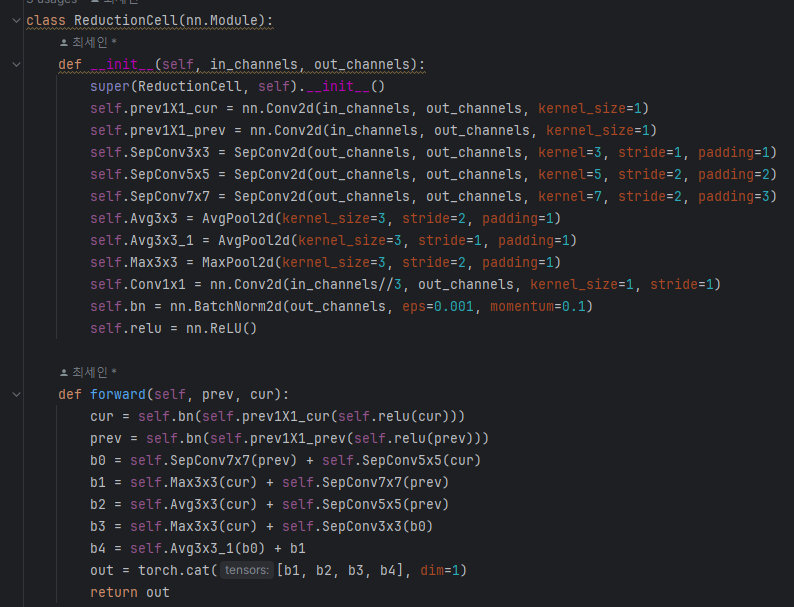 class ReductionCell(nn.Module):
최세인 *
def __init__(self, in_channels, out_channels):
super(ReductionCell, self).__init__()
self.prev1X1_cur = nn.Conv2d(in_channels, out_channels, kernel_size=1)
self.prev1X1_prev = nn.Conv2d(in_channels, out_channels, kernel_size=1)
self.SepConv3x3 = SepConv2d(out_channels, out_channels, kernel=3, stride=1, padding=1)
self.SepConv5x5 = SepConv2d(out_channels, out_channels, kernel=5, stride=2, padding=2)
self.SepConv7x7 = SepConv2d(out_channels, out_channels, kernel=7, stride=2, padding=3)
self.Avg3x3 = AvgPool2d(kernel_size=3, stride=2, padding=1)
self.Avg3x3_1 = AvgPool2d(kernel_size=3, stride=1, padding=1)
self.Max3x3 = MaxPool2d(kernel_size=3, stride=2, padding=1)
self.Conv1x1 = nn.Conv2d(in_channels//3, out_channels, kernel_size=1, stride=1)
self.bn = nn.BatchNorm2d(out_channels, eps=0.001, momentum=0.1)
self.relu = nn.ReLU()
최세인 *
def forward(self, prev, cur):
cur = self.bn(self.prev1X1_cur(self.relu(cur)))
prev = self.bn(self.prev1X1_prev(self.relu(prev)))
b0 = self.SepConv7x7(prev) + self.SepConv5x5(cur)
b1 = self.Max3x3(cur) + self.SepConv7x7(prev)
b2 = self.Avg3x3(cur) + self.SepConv5x5(prev)
b3 = self.Max3x3(cur) + self.SepConv3x3(b0)
b4 = self.Avg3x3_1(b0) + b1
out = torch.cat( tensors: [b1, b2, b3, b4], dim=1)
return out